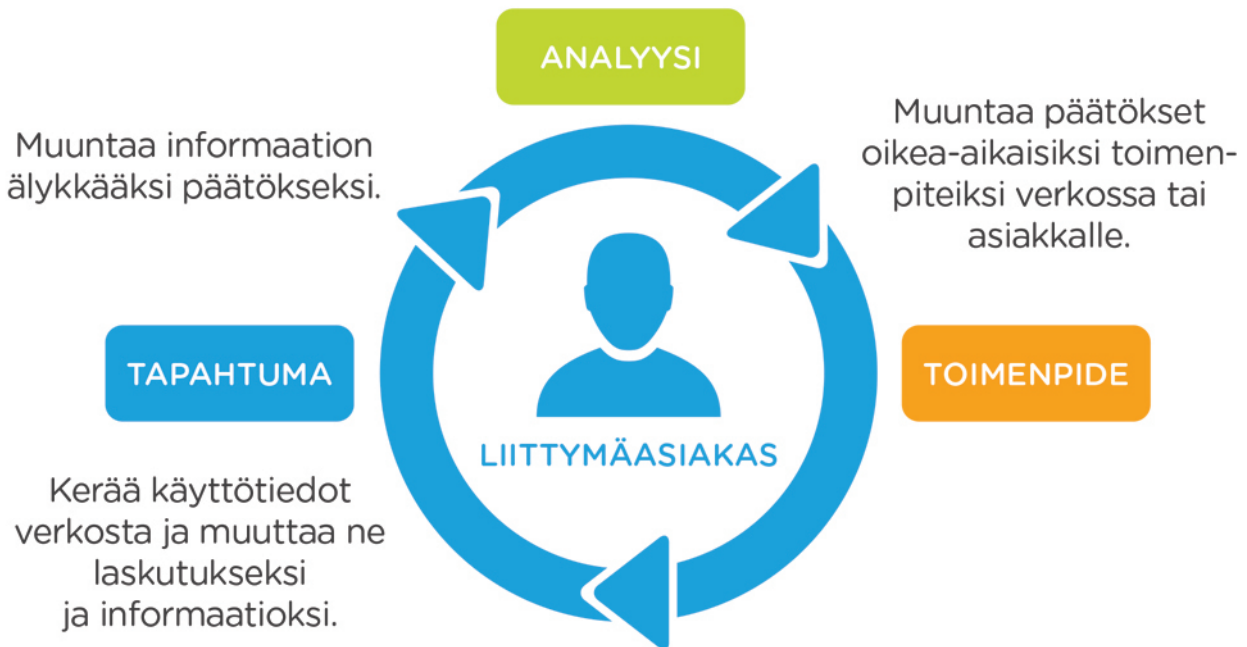 ANALYYSI
Muuntaa informaation
älykkääksi päätökseksi.
Muuntaa päätökset
oikea-aikaisiksi toimen-
piteiksi verkossa tai
asiakkalle.
TAPAHTUMA
TOIMENPIDE
LIITTYMÄASIAKAS
Kerää käyttötiedot
verkosta ja muuttaa ne
laskutukseksi
ja informaatioksi.